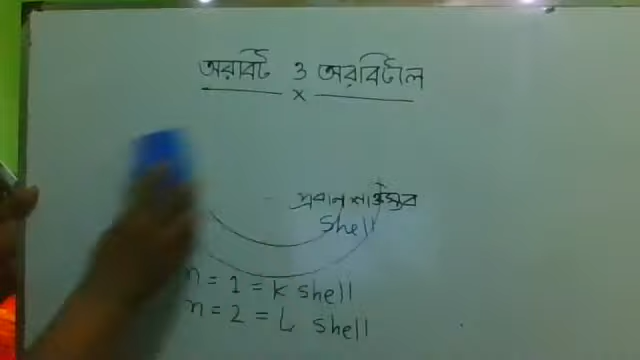 অরবিট ও অরবিটাল
x
প্রধান শক্তিস্তর
Shell
n = 1 = K shell
n = 2 = L shell